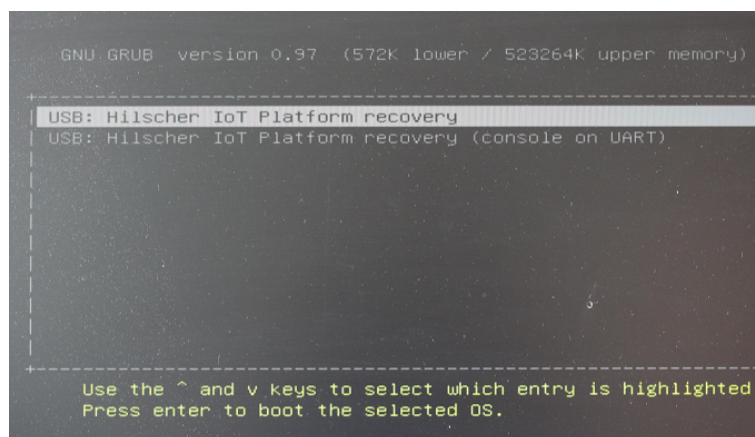 GNU GRUB version 0.97 (572K lower / 523264K upper memory)
USB: Hilscher IoT Platform recovery
USB: Hilscher IoT Platform recovery (console on UART)
Use the ^ and v keys to select which entry is highlighted
Press enter to boot the selected OS.